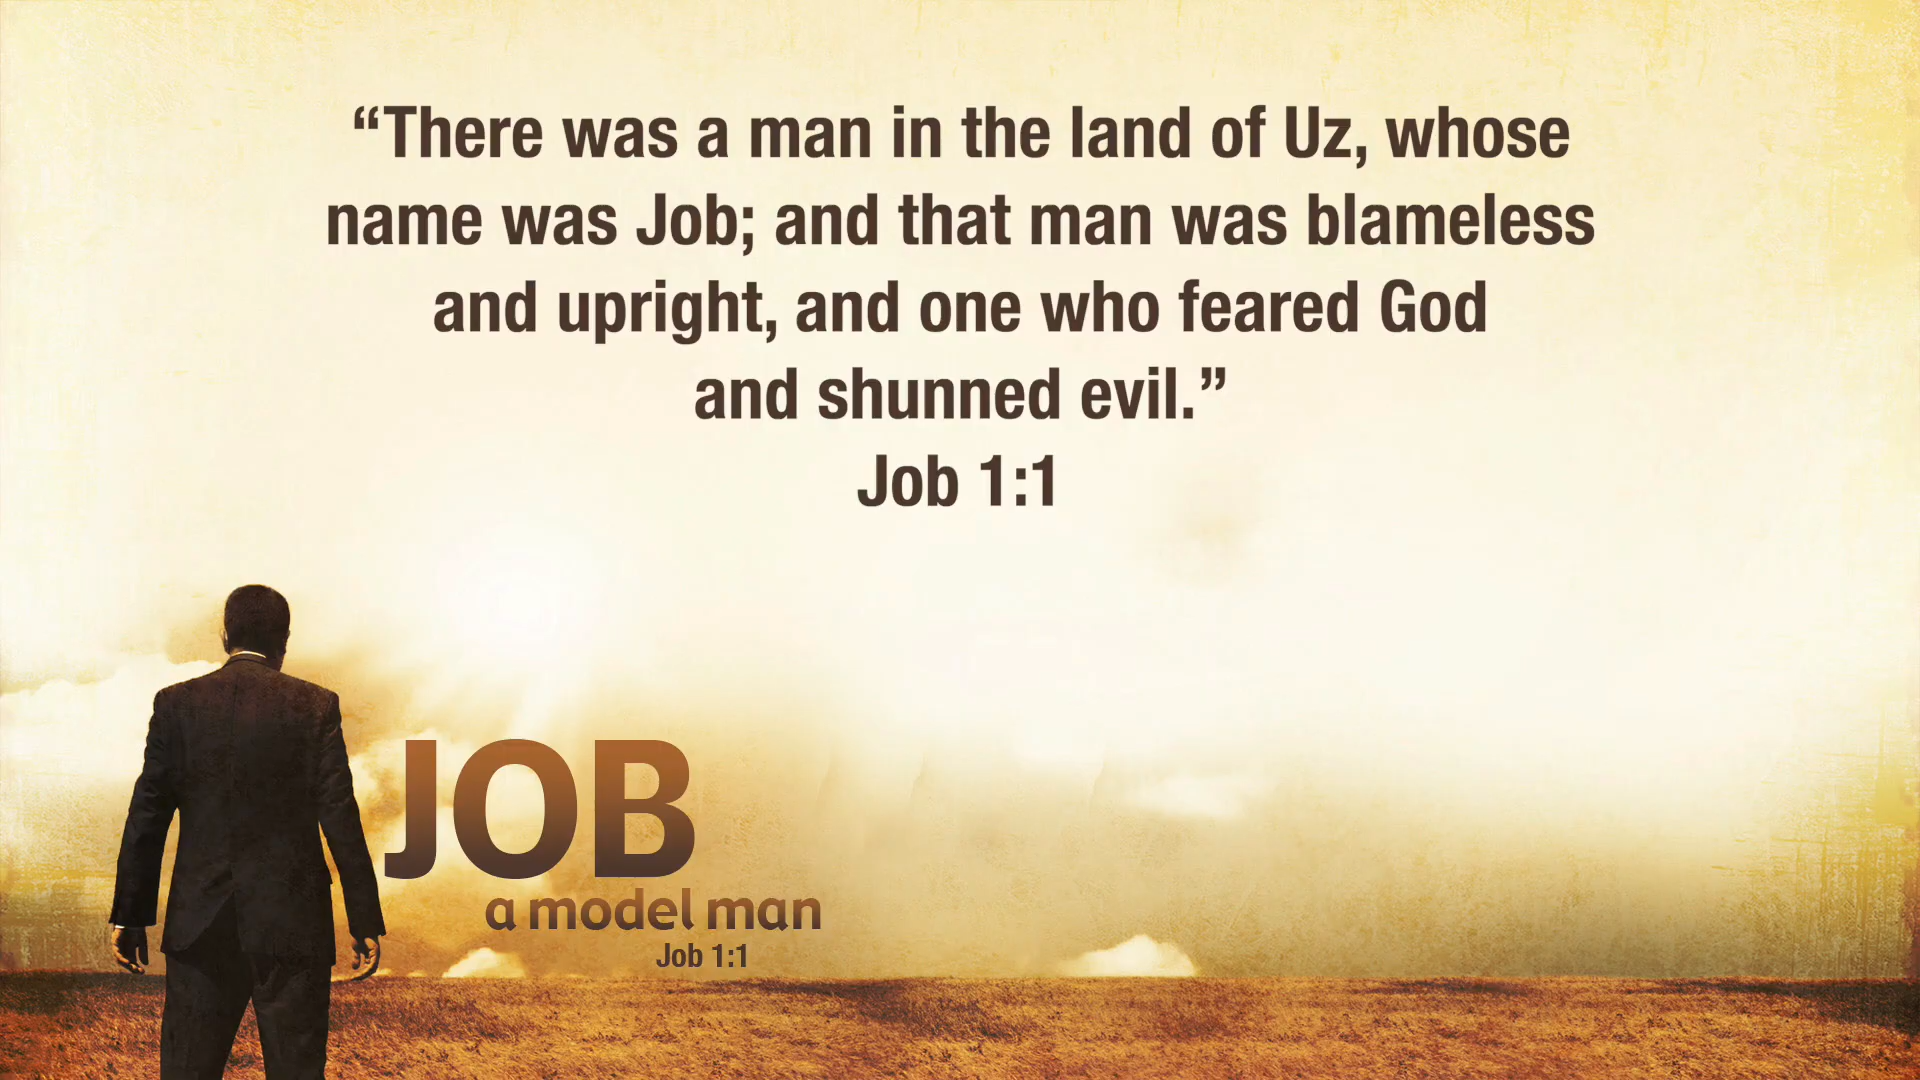 “There was a man in the land of Uz, whose
name was Job; and that man was blameless
and upright, and one who feared God
and shunned evil.”
Job 1:1
JOB
a model man
Job 1:1